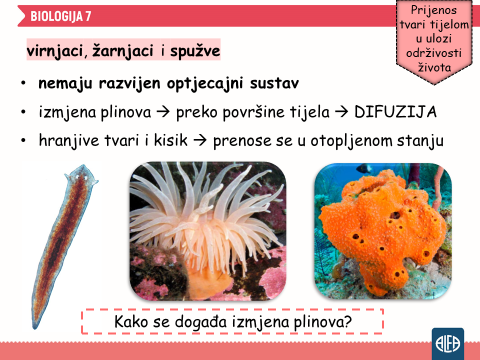 BIOLOGIJA 7
Prijenos
tvari tijelom
u ulozi
održivosti
života
virnjaci, žarnjaci i spužve
• nemaju razvijen optjecajni sustav
• izmjena plinova → preko površine tijela → DIFUZIJA
• hranjive tvari i kisik → prenose se u otopljenom stanju
Kako se događa izmjena plinova?
ALFA